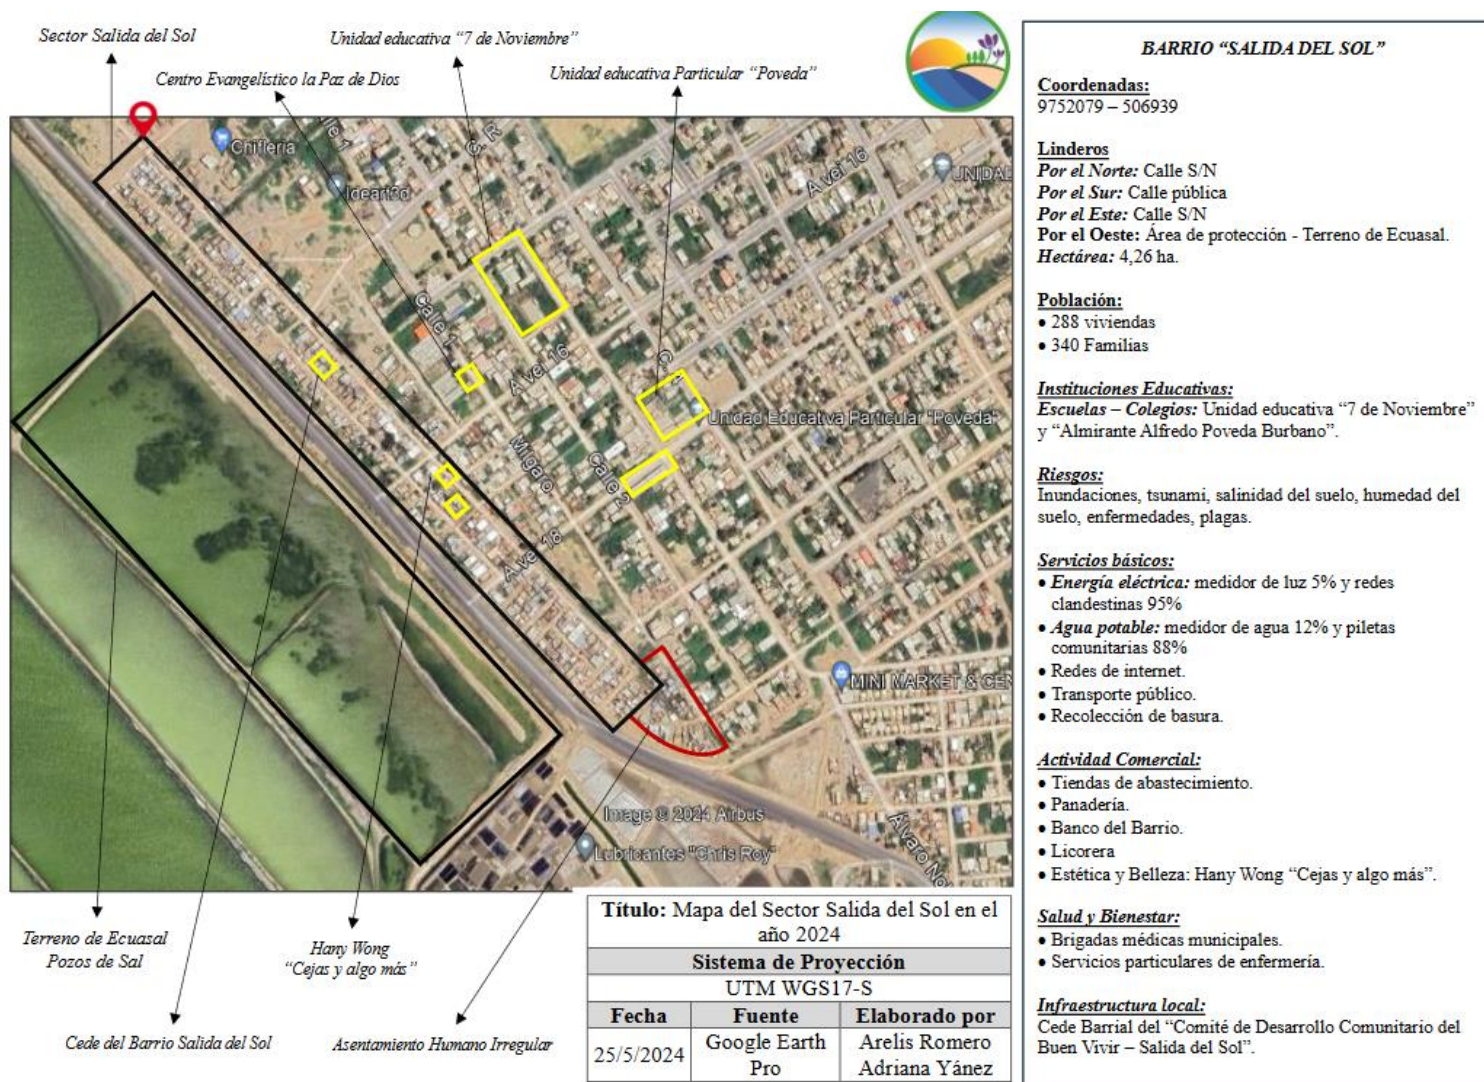 Sector Salida del Sol
Unidad educativa “7 de Noviembre”
Centro Evangelístico la Paz de Dios
Unidad educativa Particular “Poveda”
Chifleria
Calle 1
Ideartfsd
A vei 16
Calle 1
A vei 16
Unidad Educativa Particular "Poveda"
Milgaro
Calle 2
A ve. 18
MINI MARKET & CEN
Image © 2024 Airbus
Lubricantes "Chris Roy"
Terreno de Ecuasal
Pozos de Sal
Hany Wong
“Cejas y algo más”
Cede del Barrio Salida del Sol
Asentamiento Humano Irregular
Título: Mapa del Sector Salida del Sol en el
año 2024
Sistema de Proyección
UTM WGS17-S
Fecha Fuente Elaborado por
25/5/2024 Google Earth Pro Arelis Romero Adriana Yánez
BARRIO “SALIDA DEL SOL”
Coordenadas:
9752079 – 506939
Linderos
Por el Norte: Calle S/N
Por el Sur: Calle pública
Por el Este: Calle S/N
Por el Oeste: Área de protección - Terreno de Ecuasal.
Hectárea: 4,26 ha.
Población:
• 288 viviendas
• 340 Familias
Instituciones Educativas:
Escuelas – Colegios: Unidad educativa “7 de Noviembre”
y “Almirante Alfredo Poveda Burbano”.
Riesgos:
Inundaciones, tsunami, salinidad del suelo, humedad del
suelo, enfermedades, plagas.
Servicios básicos:
• Energía eléctrica: medidor de luz 5% y redes
clandestinas 95%
• Agua potable: medidor de agua 12% y piletas
comunitarias 88%
• Redes de internet.
• Transporte público.
• Recolección de basura.
Actividad Comercial:
• Tiendas de abastecimiento.
• Panadería.
• Banco del Barrio.
• Licorera
• Estética y Belleza: Hany Wong “Cejas y algo más”.
Salud y Bienestar:
• Brigadas médicas municipales.
• Servicios particulares de enfermería.
Infraestructura local:
Cede Barrial del “Comité de Desarrollo Comunitario del
Buen Vivir – Salida del Sol”.